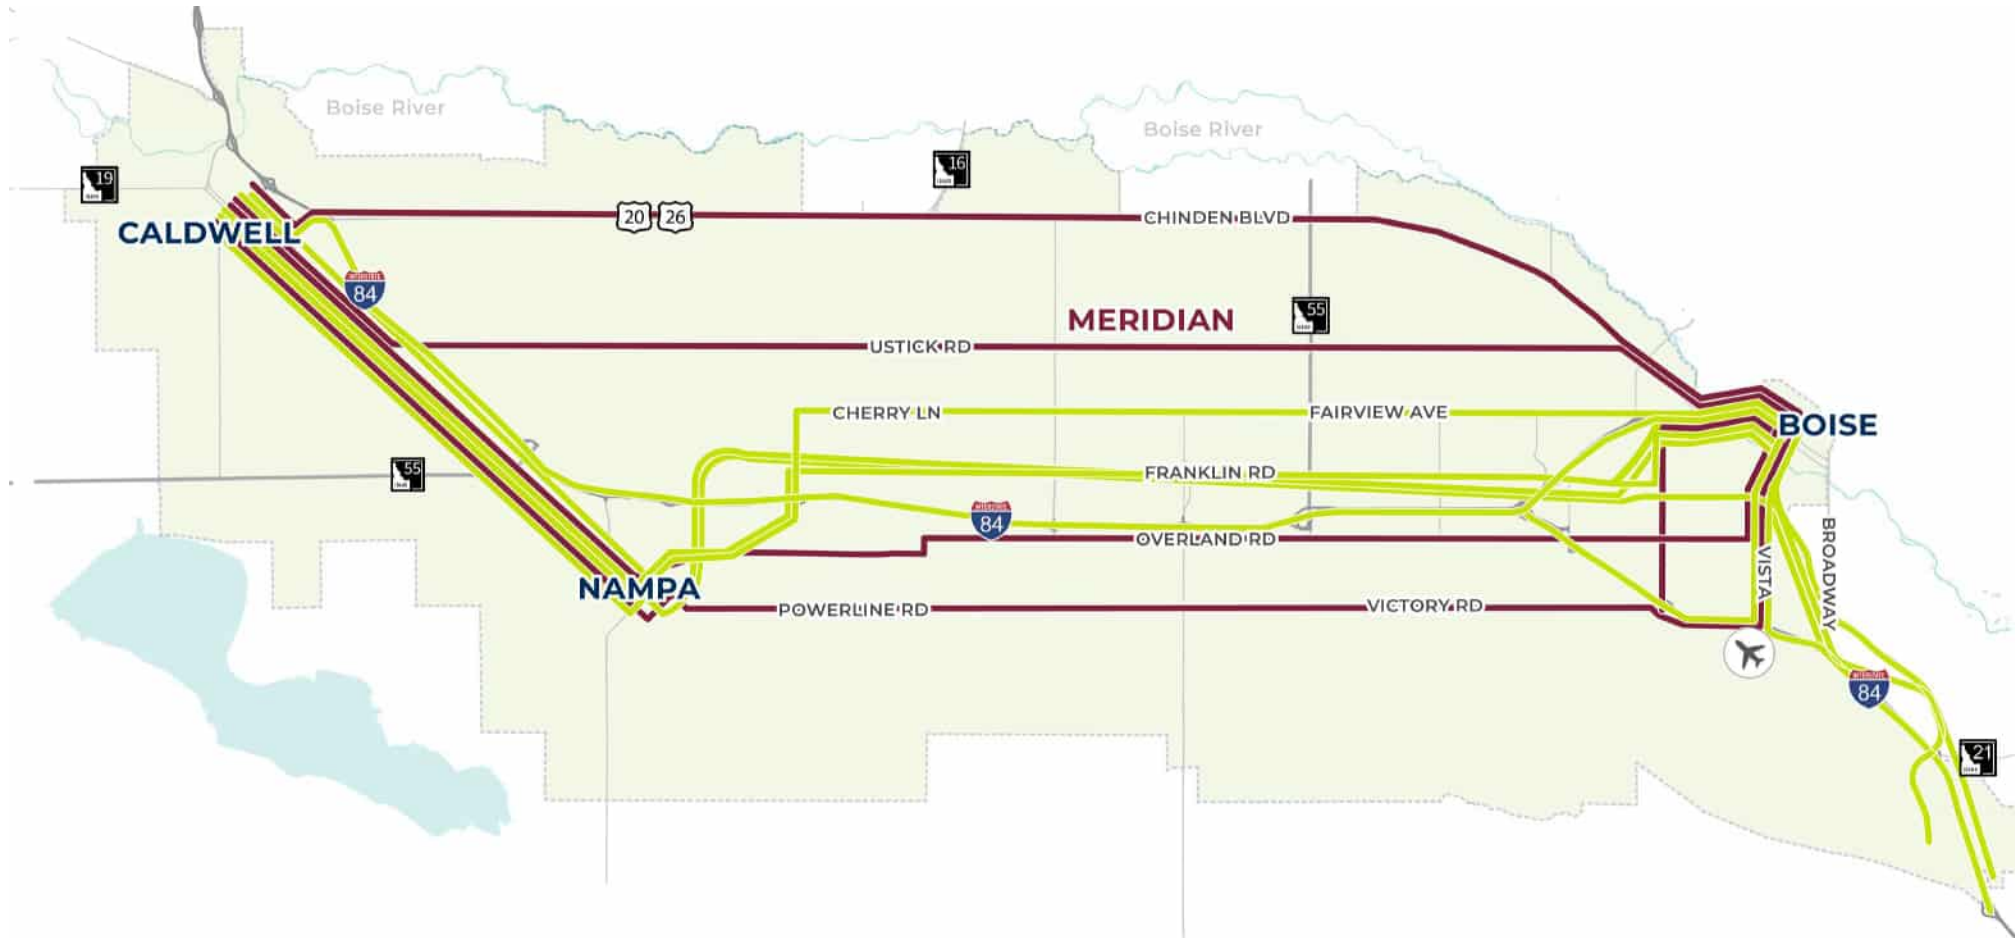 Boise River
Boise River
16
19
CALDWELL
20
26
CHINDEN BLVD
INTERSTATE
84
MERIDIAN
55
USTICK RD
CHERRY LN
FAIRVIEW AVE
BOISE
55
FRANKLIN RD
84
OVERLAND RD
BROADWAY
VISTA
NAMPA
POWERLINE RD
VICTORY RD
84
21